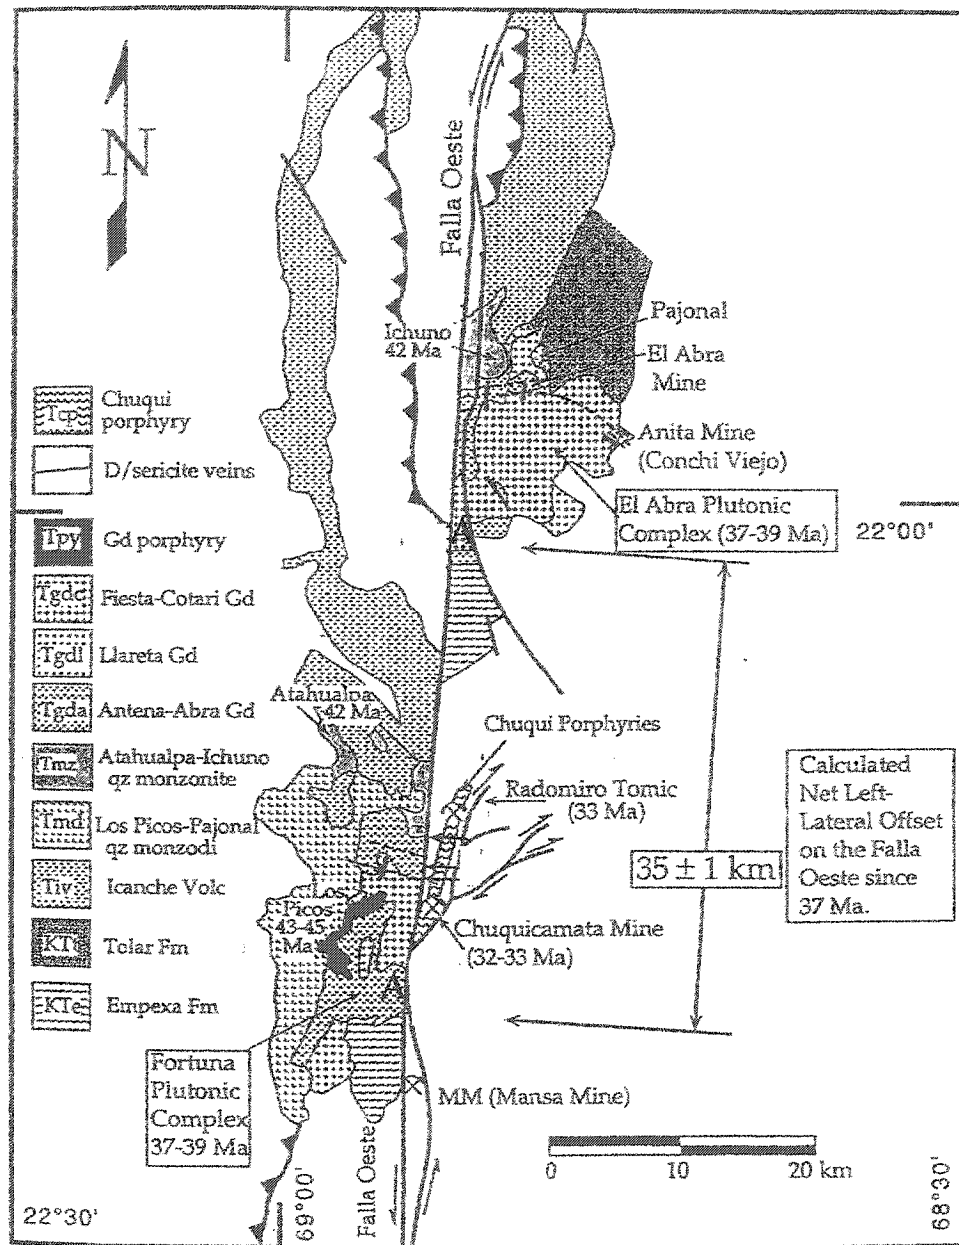 N
Falla Oeste
Ichuno
42 Ma
Pajonal
El Abra
Mine
Anita Mine
(Conchi Viejo)
El Abra Plutonic
Complex (37-39 Ma)
22°00'
A
Tcp
Chuqui
porphyry
D/sericite veins
Tpy
Gd porphyry
Tgdc
Fiesta-Cotari Gd
Tgdl
Llareta Gd
Tgda
Antena-Abra Gd
Tmz
Atahualpa-Ichuno
qz monzonite
Tmd
Los Picos-Pajonal
qz monzodi
Tiv
Icanche Volc
Tolar Fm
KTe
Empexa Fm
Atahualpa
42 Ma
Chuqui Porphyries
Radomiro Tomic
(33 Ma)
Los
Picos
43-45
Ma
Chuquicamata Mine
(32-33 Ma)
A
35 ± 1 km
Calculated
Net Left-
Lateral Offset
on the Falla
Oeste since
37 Ma.
Fortuna
Plutonic
Complex
37-39 Ma
MM (Mansa Mine)
0 10 20 km
22°30'
69°00'
Falla Oeste
68°30'